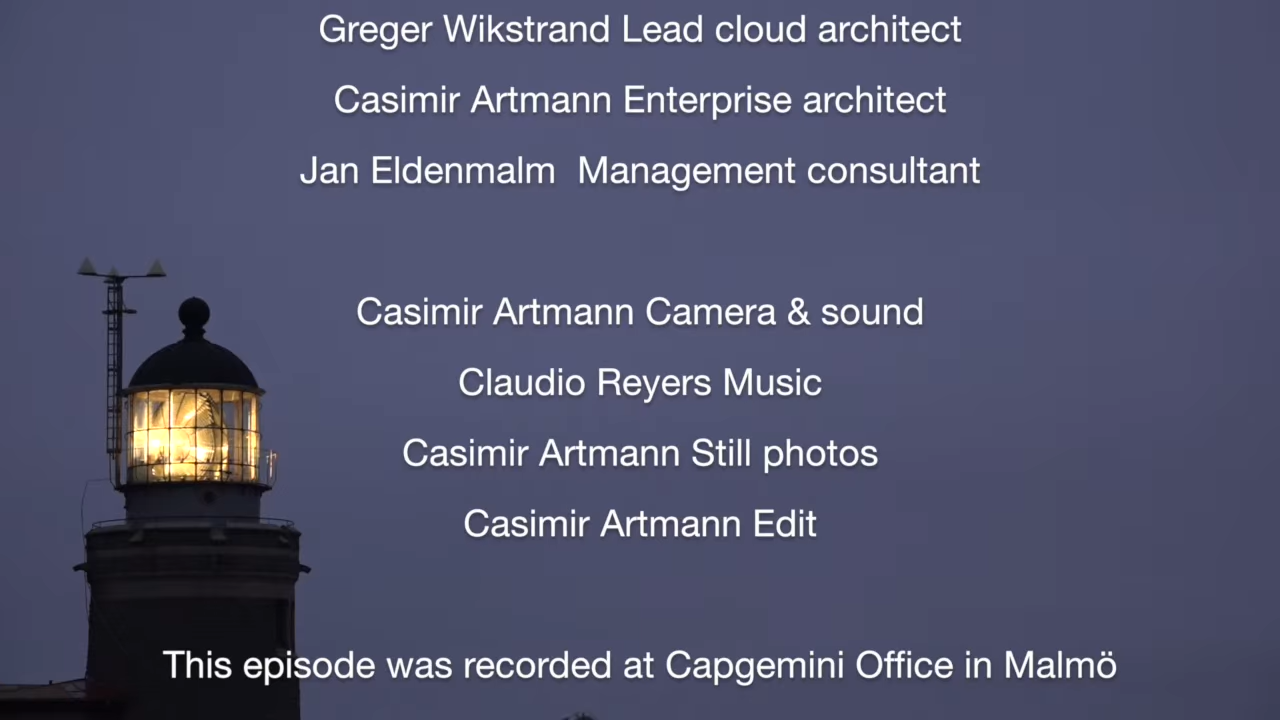 Greger Wikstrand Lead cloud architect
Casimir Artmann Enterprise architect
Jan Eldenmalm  Management consultant
Casimir Artmann Camera & sound
Claudio Reyers Music
Casimir Artmann Still photos
Casimir Artmann Edit
This episode was recorded at Capgemini Office in Malmö